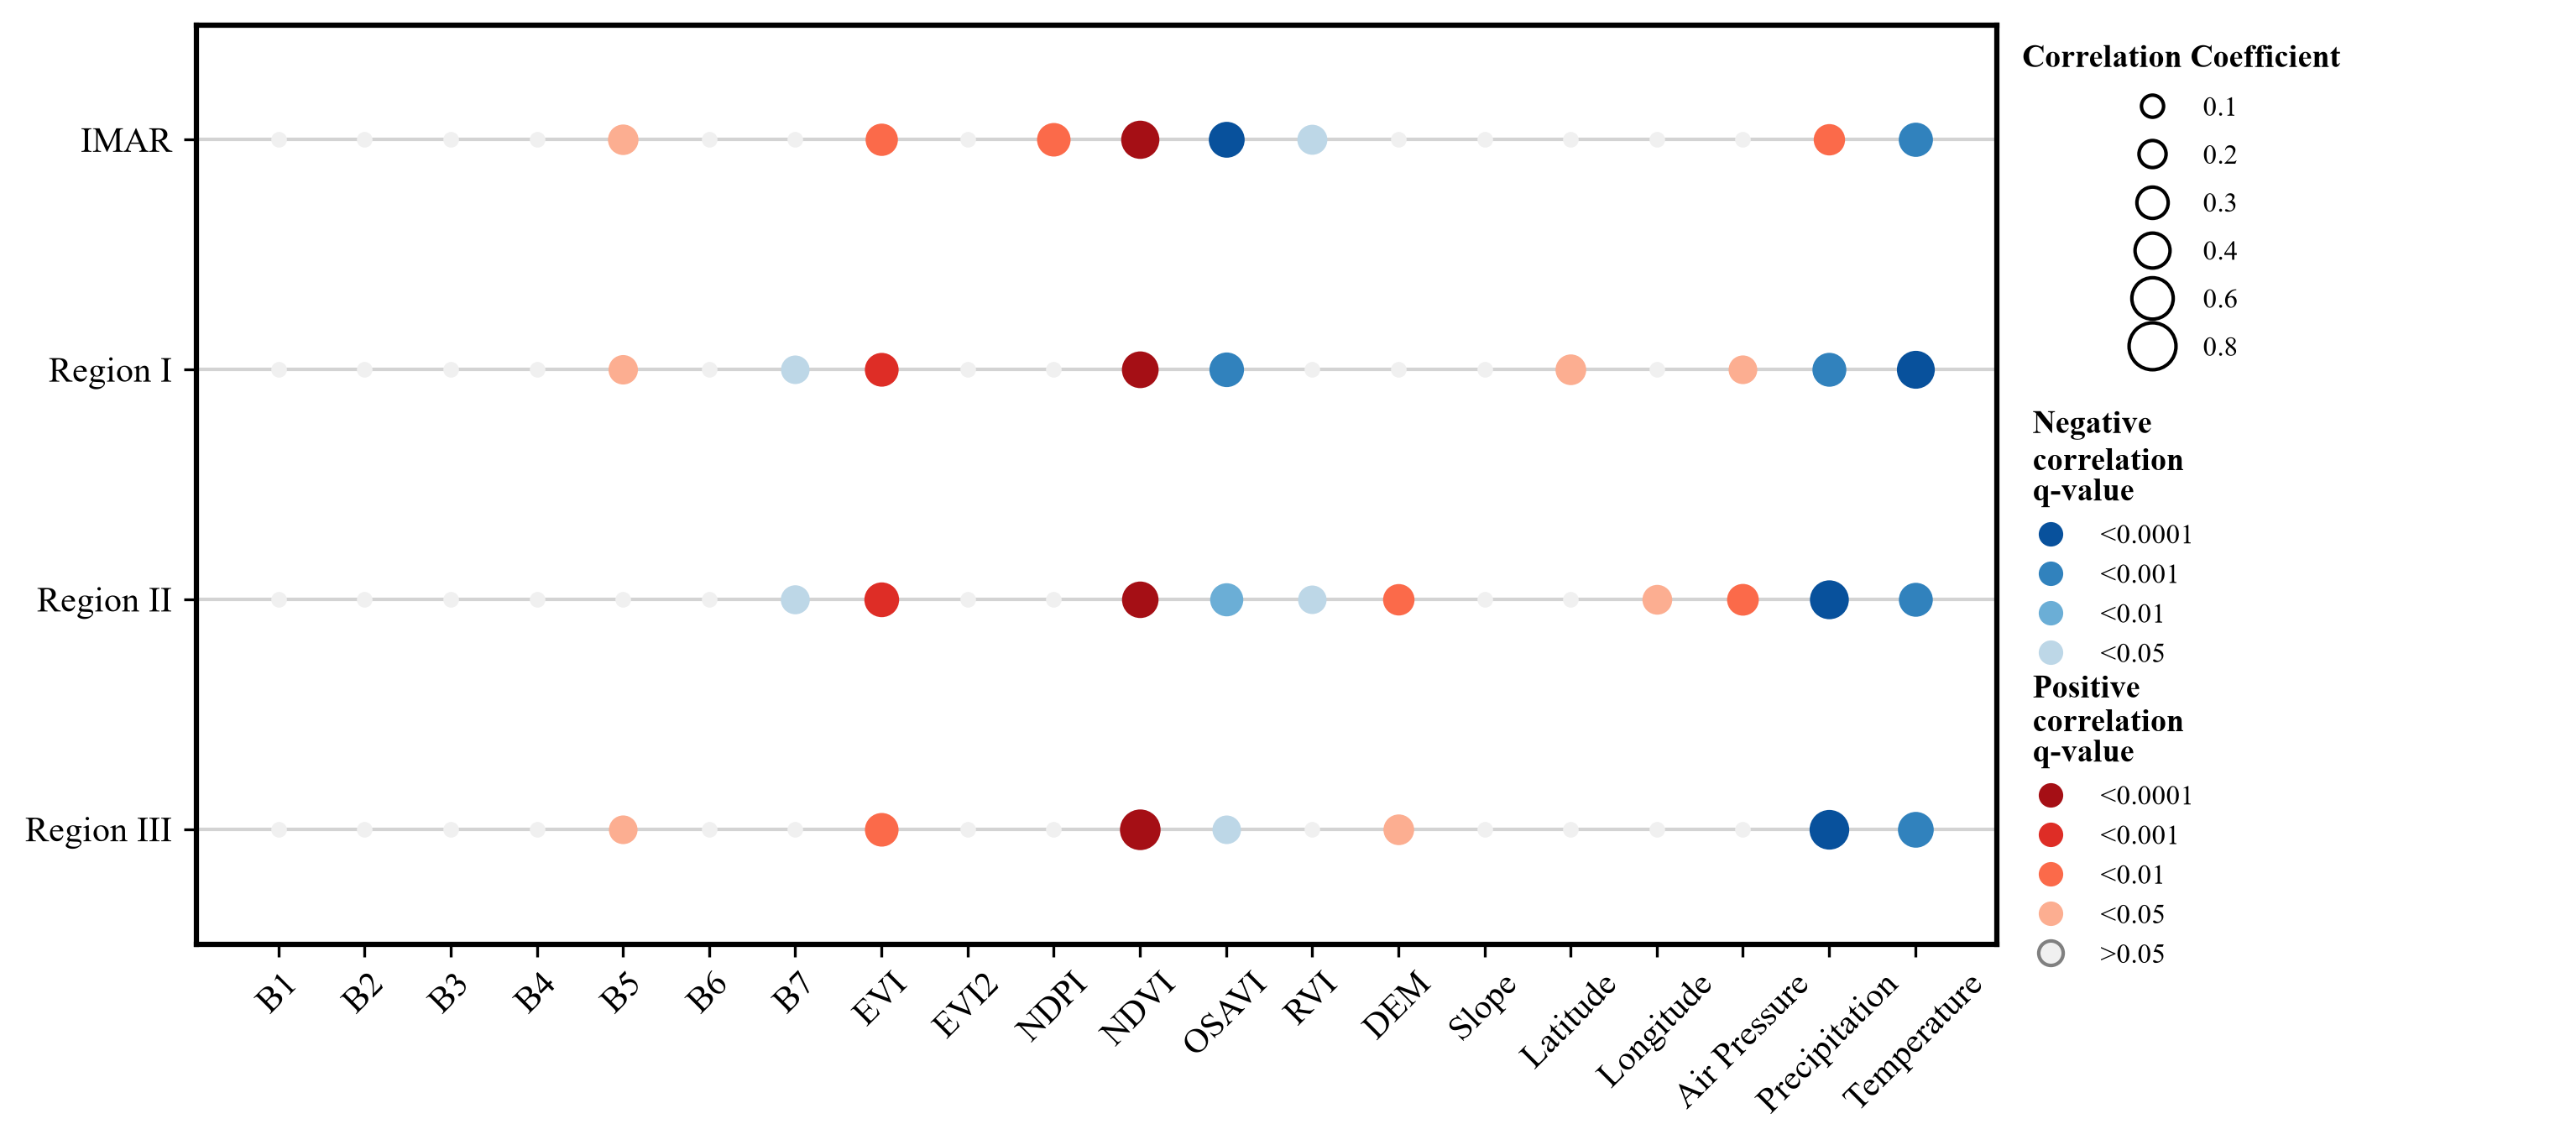 IMAR
Region I
Region II
Region III
B1
B2
B3
B4
B5
B6
B7
EVI
EVI2
NDPI
NDVI
OSAVI
RVI
DEM
Slope
Latitude
Longitude
Air Pressure
Precipitation
Temperature
Correlation Coefficient
0.1
0.2
0.3
0.4
0.6
0.8
Negative
correlation
q-value
<0.0001
<0.001
<0.01
<0.05
Positive
correlation
q-value
<0.0001
<0.001
<0.01
<0.05
>0.05